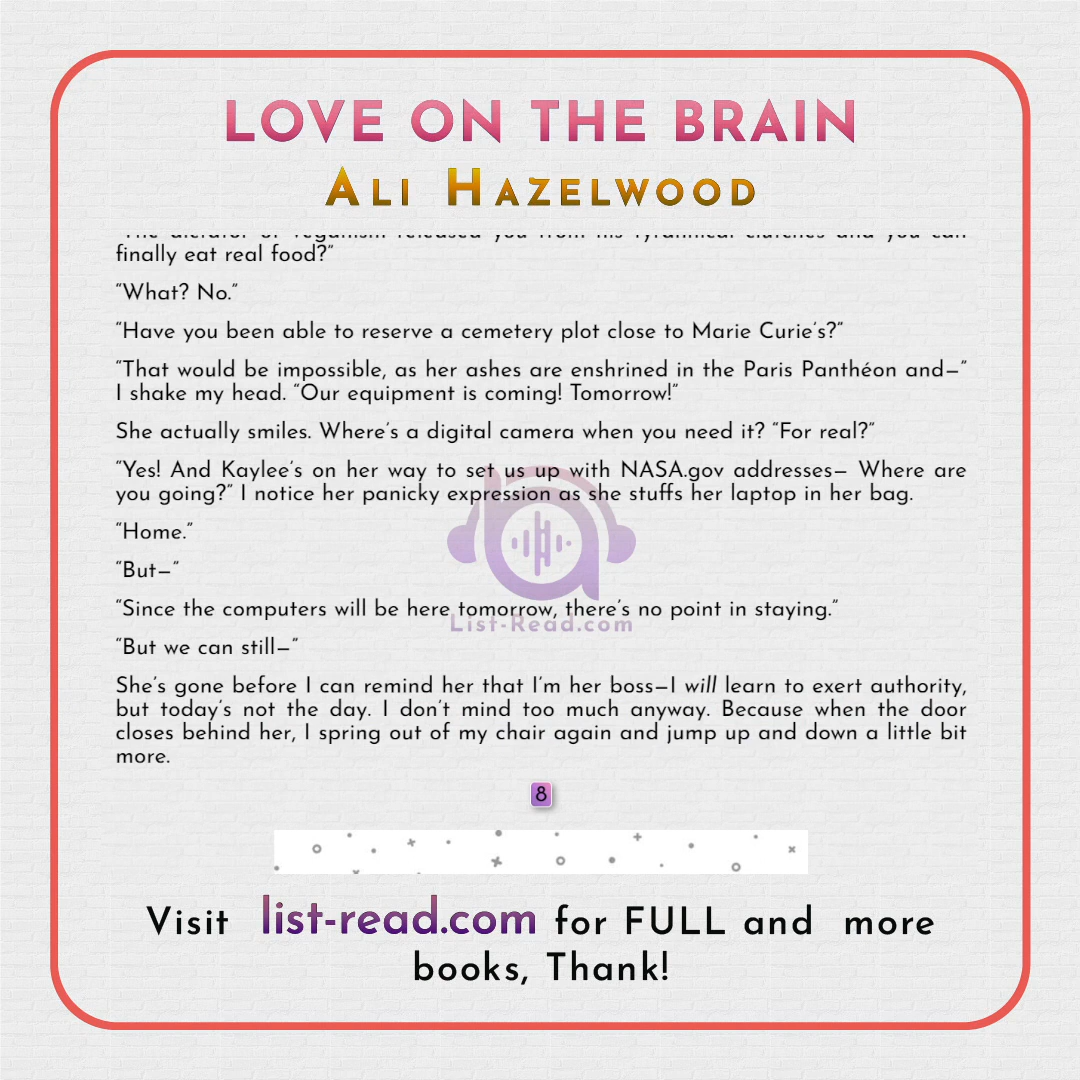 LOVE ON THE BRAIN
ALI HAZELWOOD
finally eat real food?”
“What? No.”
“Have you been able to reserve a cemetery plot close to Marie Curie’s?”
“That would be impossible, as her ashes are enshrined in the Paris Panthéon and—”
I shake my head. “Our equipment is coming! Tomorrow!”
She actually smiles. Where’s a digital camera when you need it? “For real?”
“Yes! And Kaylee’s on her way to set us up with NASA.gov addresses— Where are
you going?” I notice her panicky expression as she stuffs her laptop in her bag.
“Home.”
“But—”
“Since the computers will be here tomorrow, there’s no point in staying.”
List-Read.com
“But we can still—”
She’s gone before I can remind her that I’m her boss—I will learn to exert authority,
but today’s not the day. I don’t mind too much anyway. Because when the door
closes behind her, I spring out of my chair again and jump up and down a little bit
more.
8
Visit list-read.com for FULL and more
books, Thank!